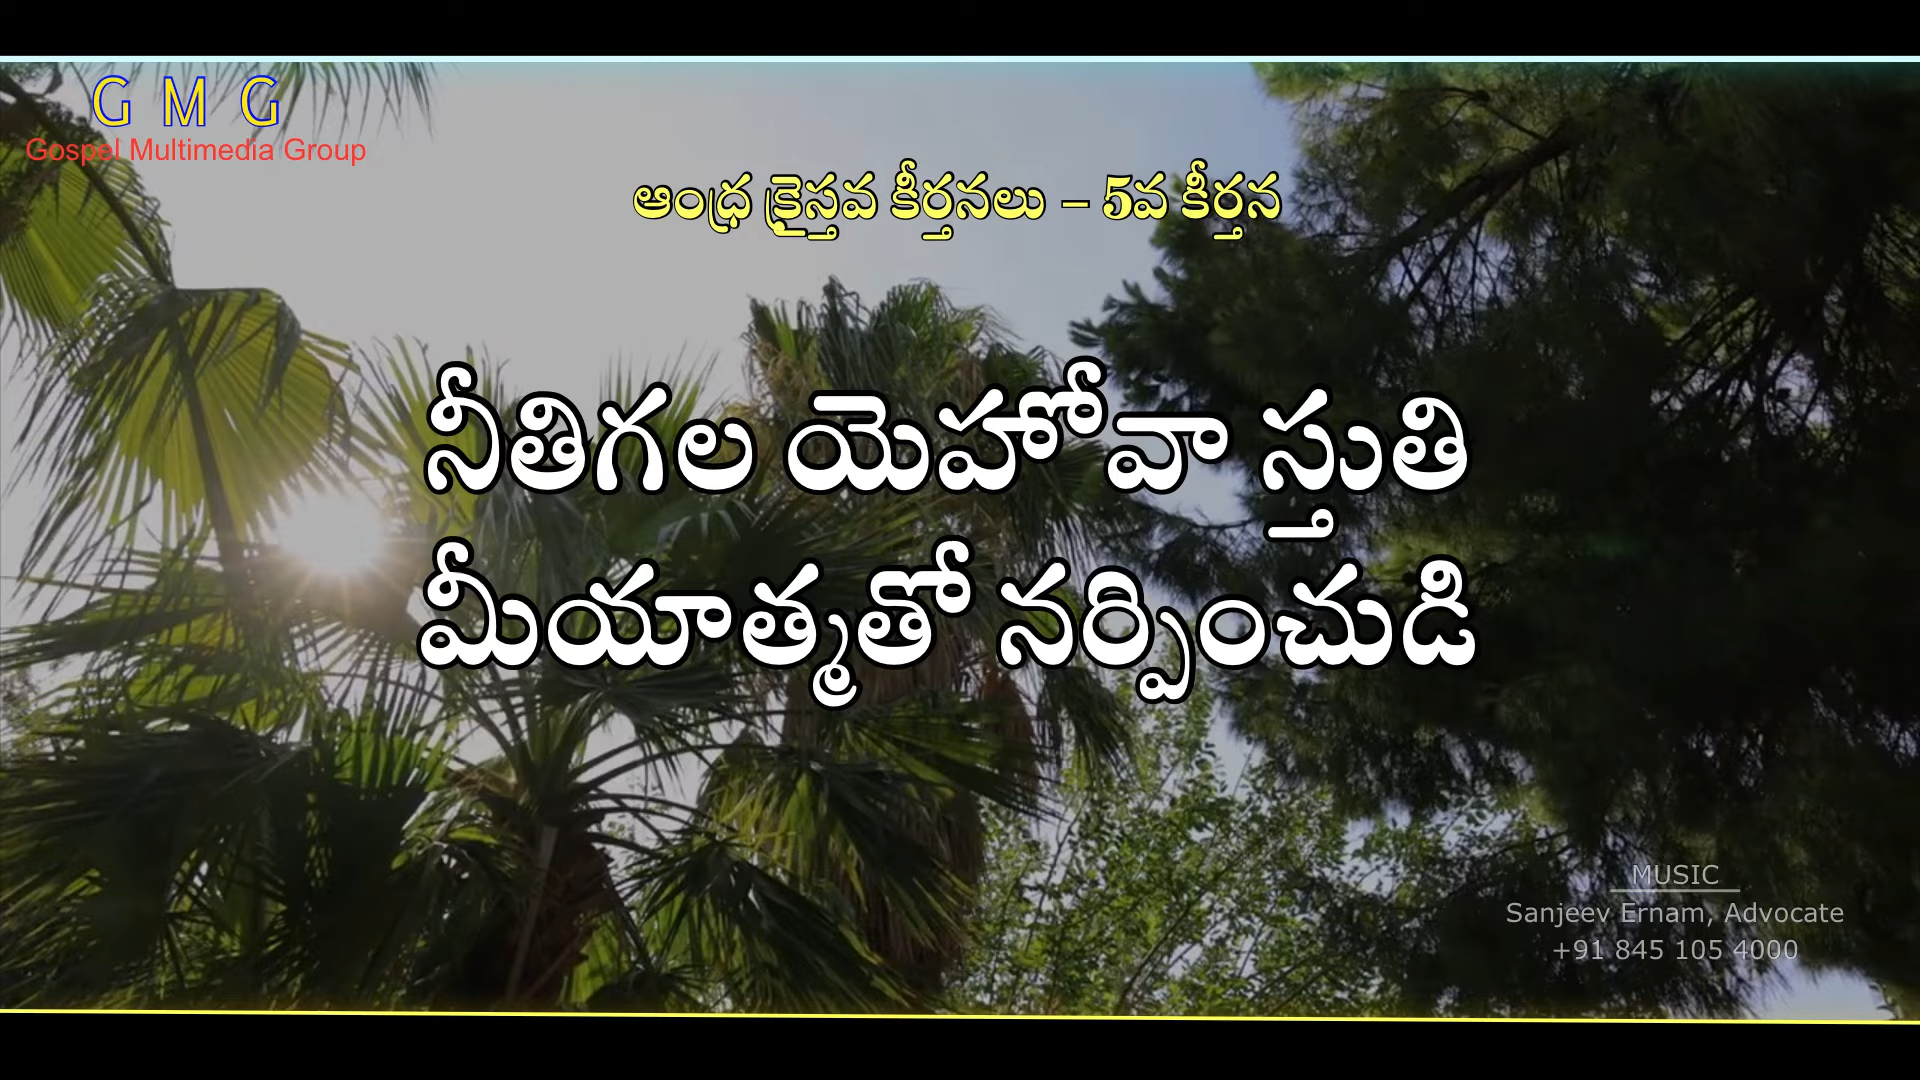 G M G
Gospel Multimedia Group
ఆంధ్ర క్రైస్తవ కీర్తనలు – 5వ కీర్తన
నీతిగల యెహోవా స్తుతి
మీయాత్మతో నర్పించుడి
MUSIC
Sanjeev Ernam, Advocate
+91 845 105 4000